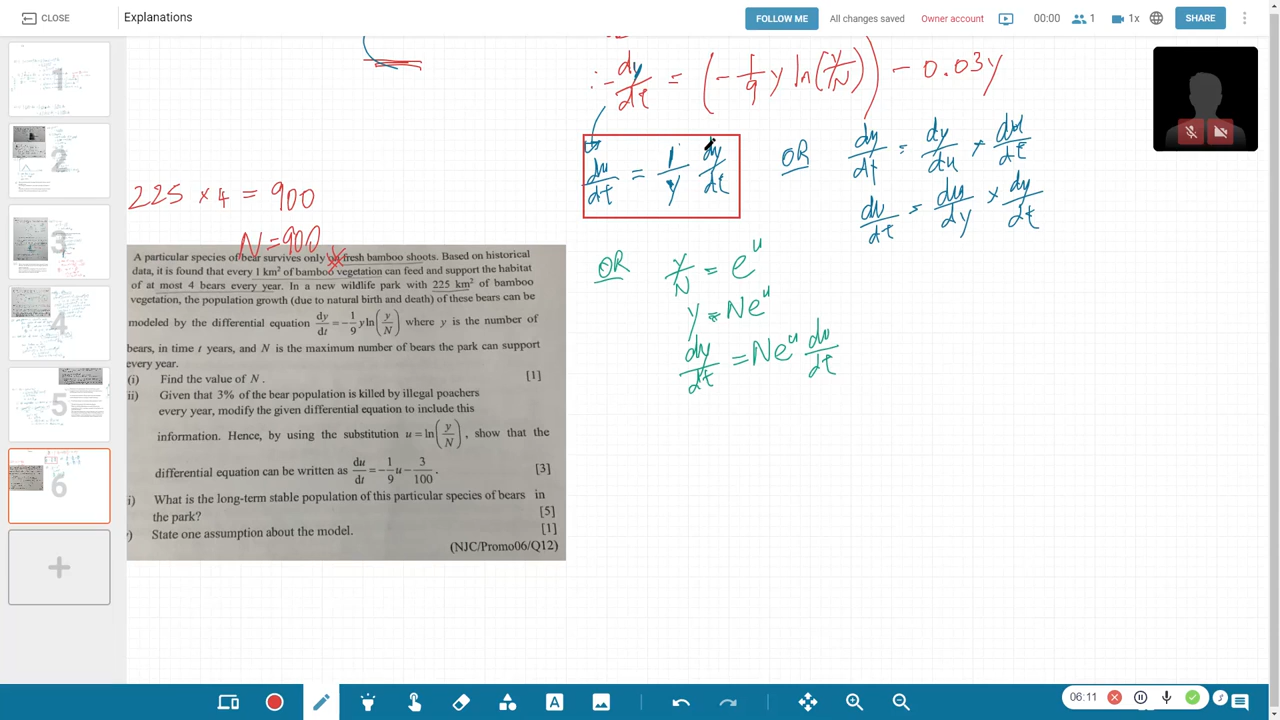 CLOSE
Explanations
FOLLOW ME
All changes saved
Owner account
00:00
1
1x
SHARE
1
2
3
4
5
6
+
∴ dy/dt = (-1/9 y ln(y/N)) - 0.03y
du/dt = 1/y dy/dt
OR
dy/dt = dy/du × du/dt
du/dt = du/dy × dy/dt
225 × 4 = 900
N = 900
OR
y/N = e^u
y = Ne^u
dy/dt = Ne^u du/dt
A particular species of bear survives only by fresh bamboo shoots. Based on historical
data, it is found that every 1 km² of bamboo vegetation can feed and support the habitat
of at most 4 bears every year. In a new wildlife park with 225 km² of bamboo
vegetation, the population growth (due to natural birth and death) of these bears can be
modeled by the differential equation dy/dt = -1/9 y ln(y/N) where y is the number of
bears, in time t years, and N is the maximum number of bears the park can support
every year.
(i) Find the value of N. [1]
ii) Given that 3% of the bear population is killed by illegal poachers
every year, modify the given differential equation to include this
information. Hence, by using the substitution u = ln(y/N), show that the
differential equation can be written as du/dt = -1/9 u - 3/100. [3]
i) What is the long-term stable population of this particular species of bears in
the park? [5]
) State one assumption about the model. [1]
(NJC/Promo06/Q12)
06:11